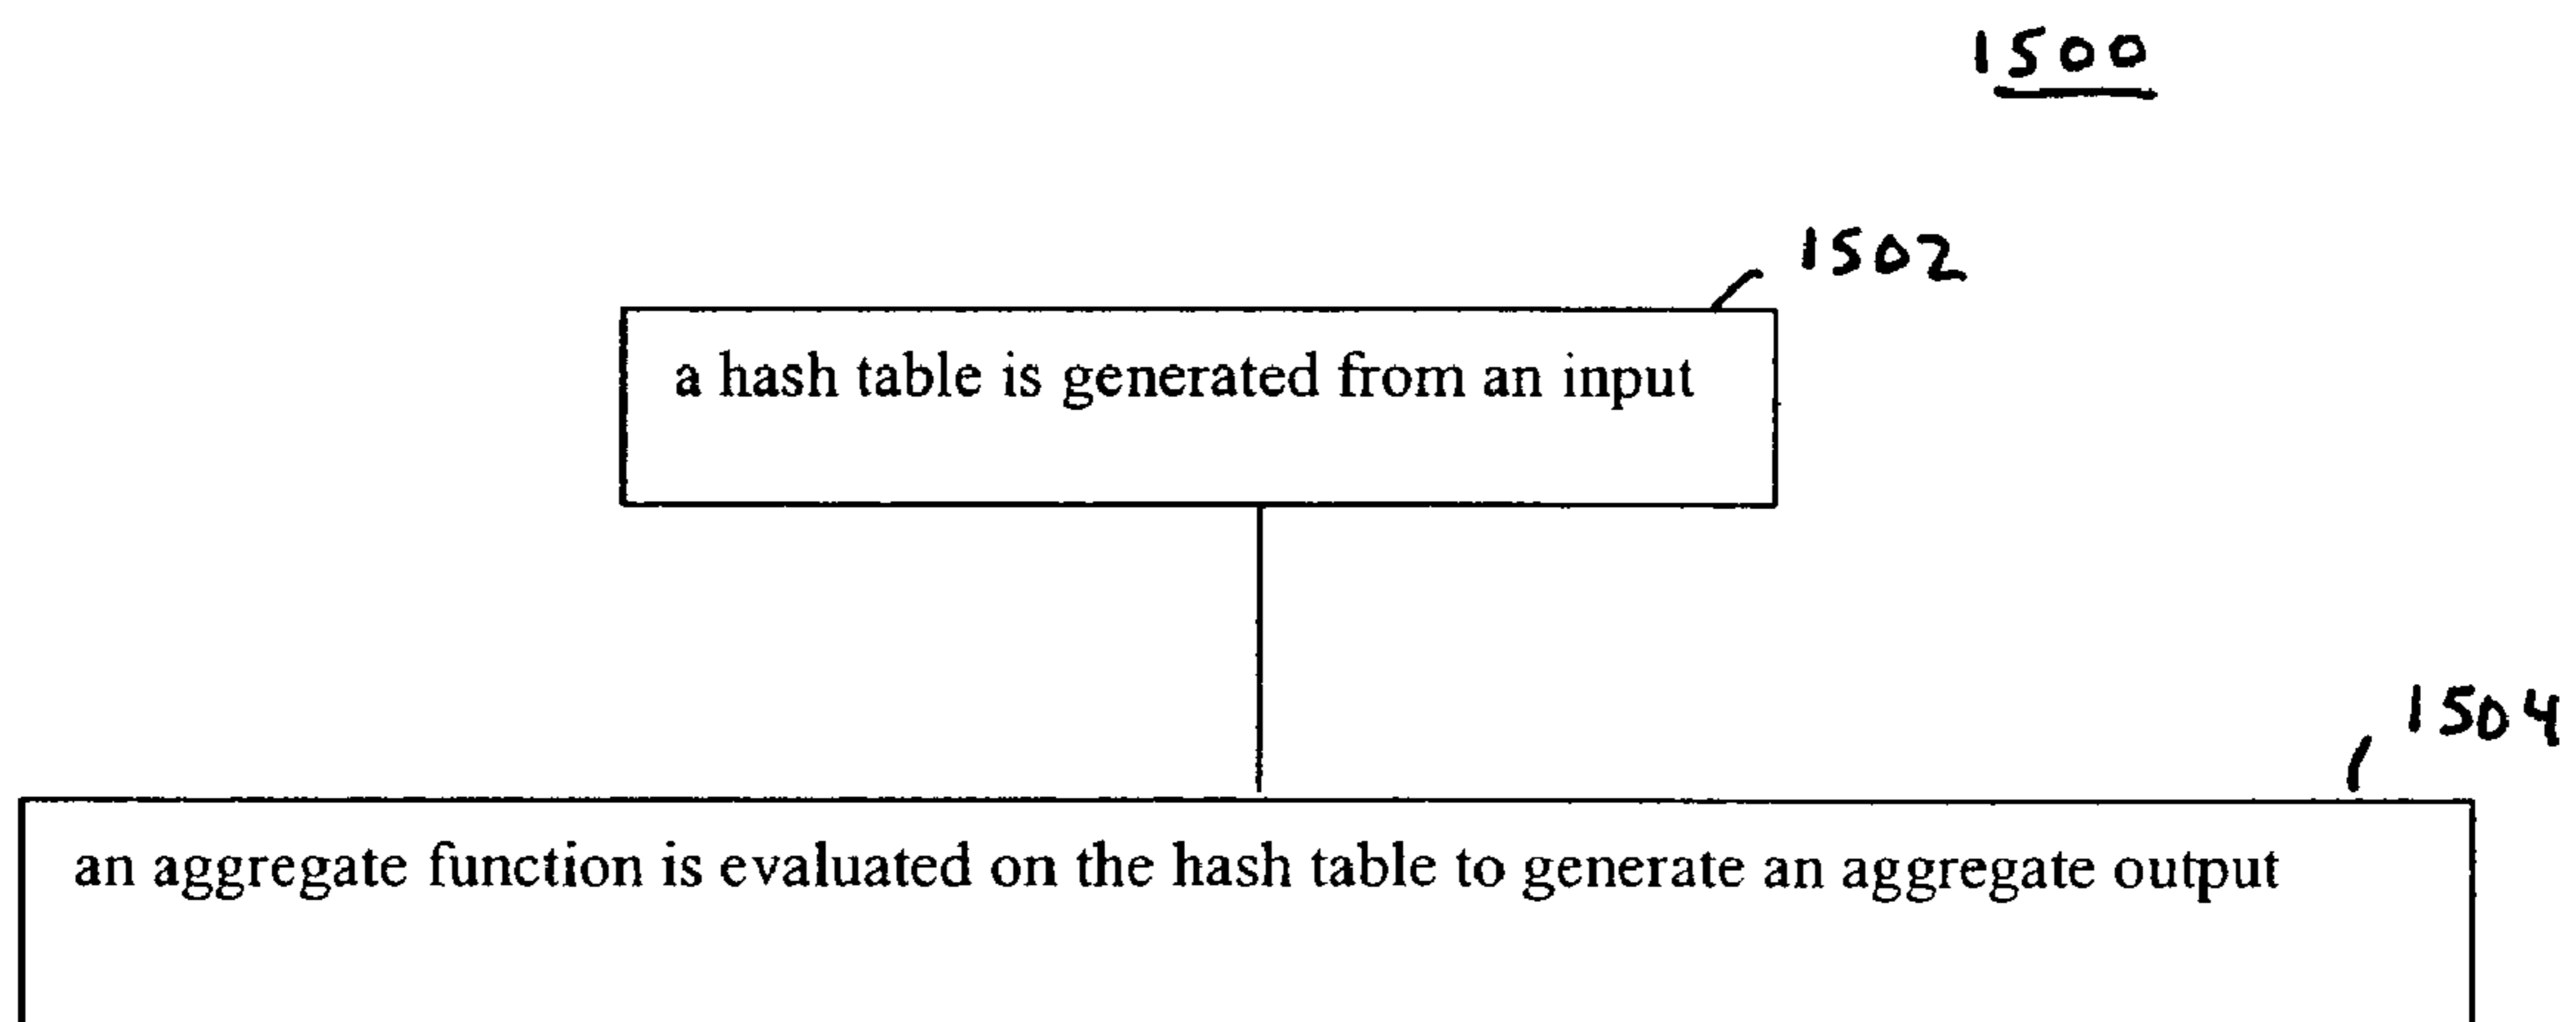 1500
1502
a hash table is generated from an input
1504
an aggregate function is evaluated on the hash table to generate an aggregate output